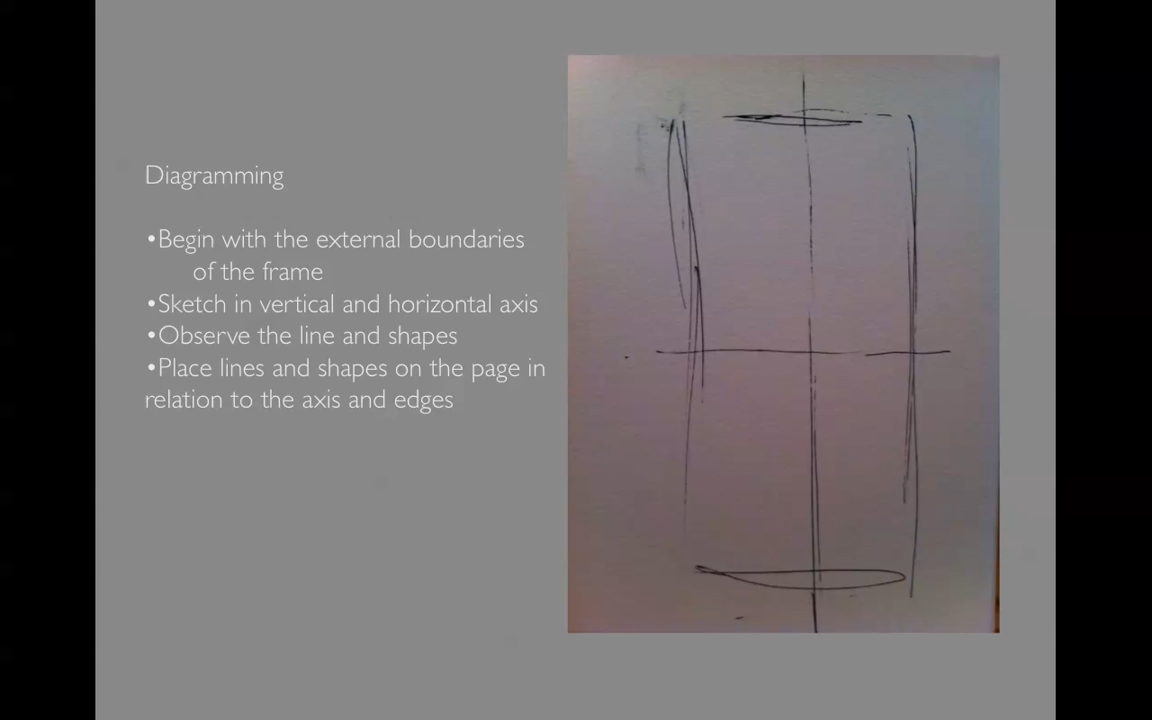 Diagramming
•Begin with the external boundaries
of the frame
•Sketch in vertical and horizontal axis
•Observe the line and shapes
•Place lines and shapes on the page in
relation to the axis and edges